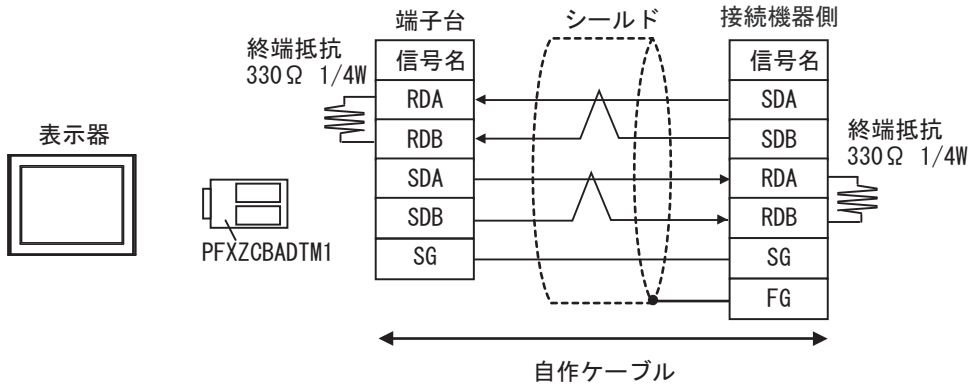 端子台
シールド
接続機器側
終端抵抗
330Ω 1/4W
信号名
RDA
RDB
SDA
SDB
SG
信号名
SDA
SDB
RDA
RDB
SG
FG
終端抵抗
330Ω 1/4W
表示器
PFXZCBADTM1
自作ケーブル